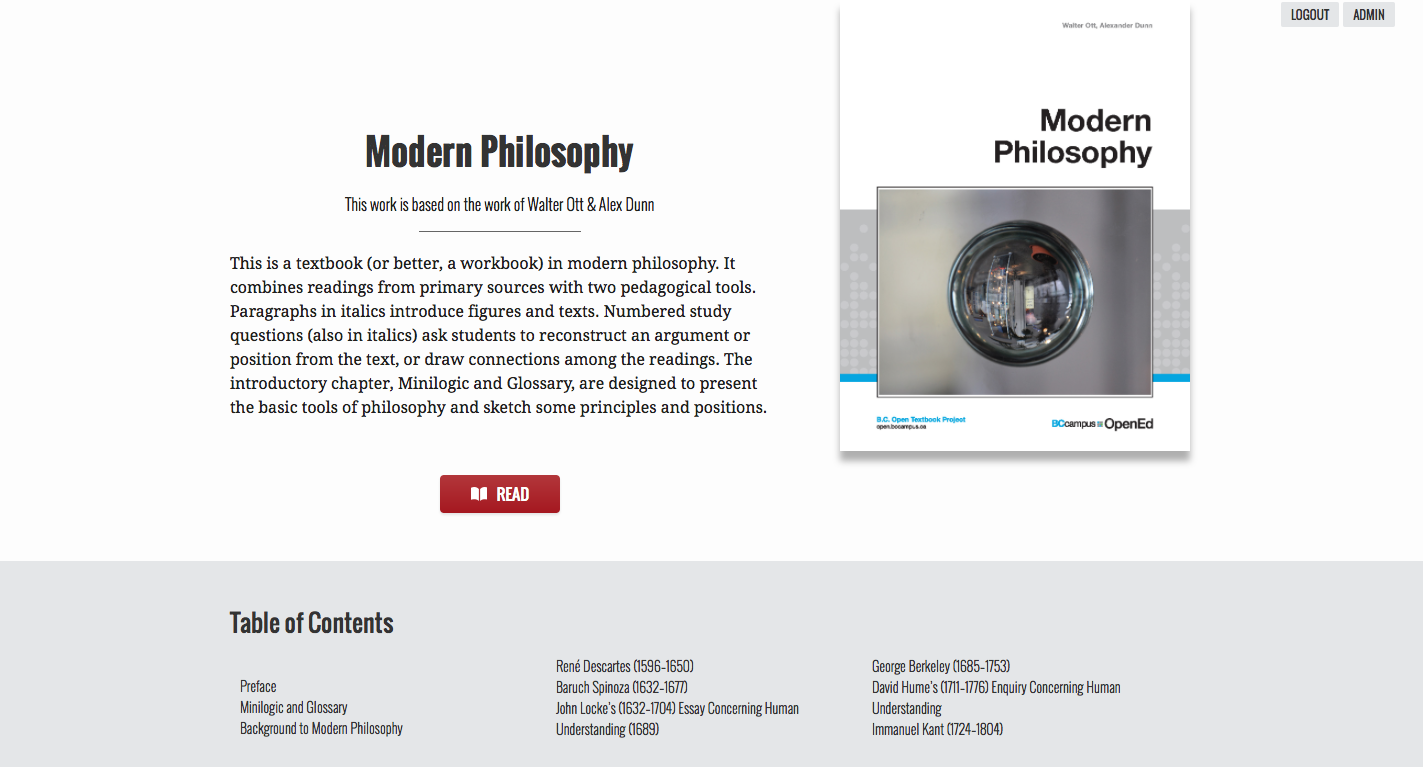 LOGOUT
ADMIN
Walter Ott, Alexander Dunn
Modern
Philosophy
B.C. Open Textbook Project
open.bccampus.ca
BCcampus OpenEd
Modern Philosophy
This work is based on the work of Walter Ott & Alex Dunn
This is a textbook (or better, a workbook) in modern philosophy. It
combines readings from primary sources with two pedagogical tools.
Paragraphs in italics introduce figures and texts. Numbered study
questions (also in italics) ask students to reconstruct an argument or
position from the text, or draw connections among the readings. The
introductory chapter, Minilogic and Glossary, are designed to present
the basic tools of philosophy and sketch some principles and positions.
READ
Table of Contents
Preface
Minilogic and Glossary
Background to Modern Philosophy
René Descartes (1596–1650)
Baruch Spinoza (1632–1677)
John Locke's (1632–1704) Essay Concerning Human
Understanding (1689)
George Berkeley (1685–1753)
David Hume's (1711–1776) Enquiry Concerning Human
Understanding
Immanuel Kant (1724–1804)